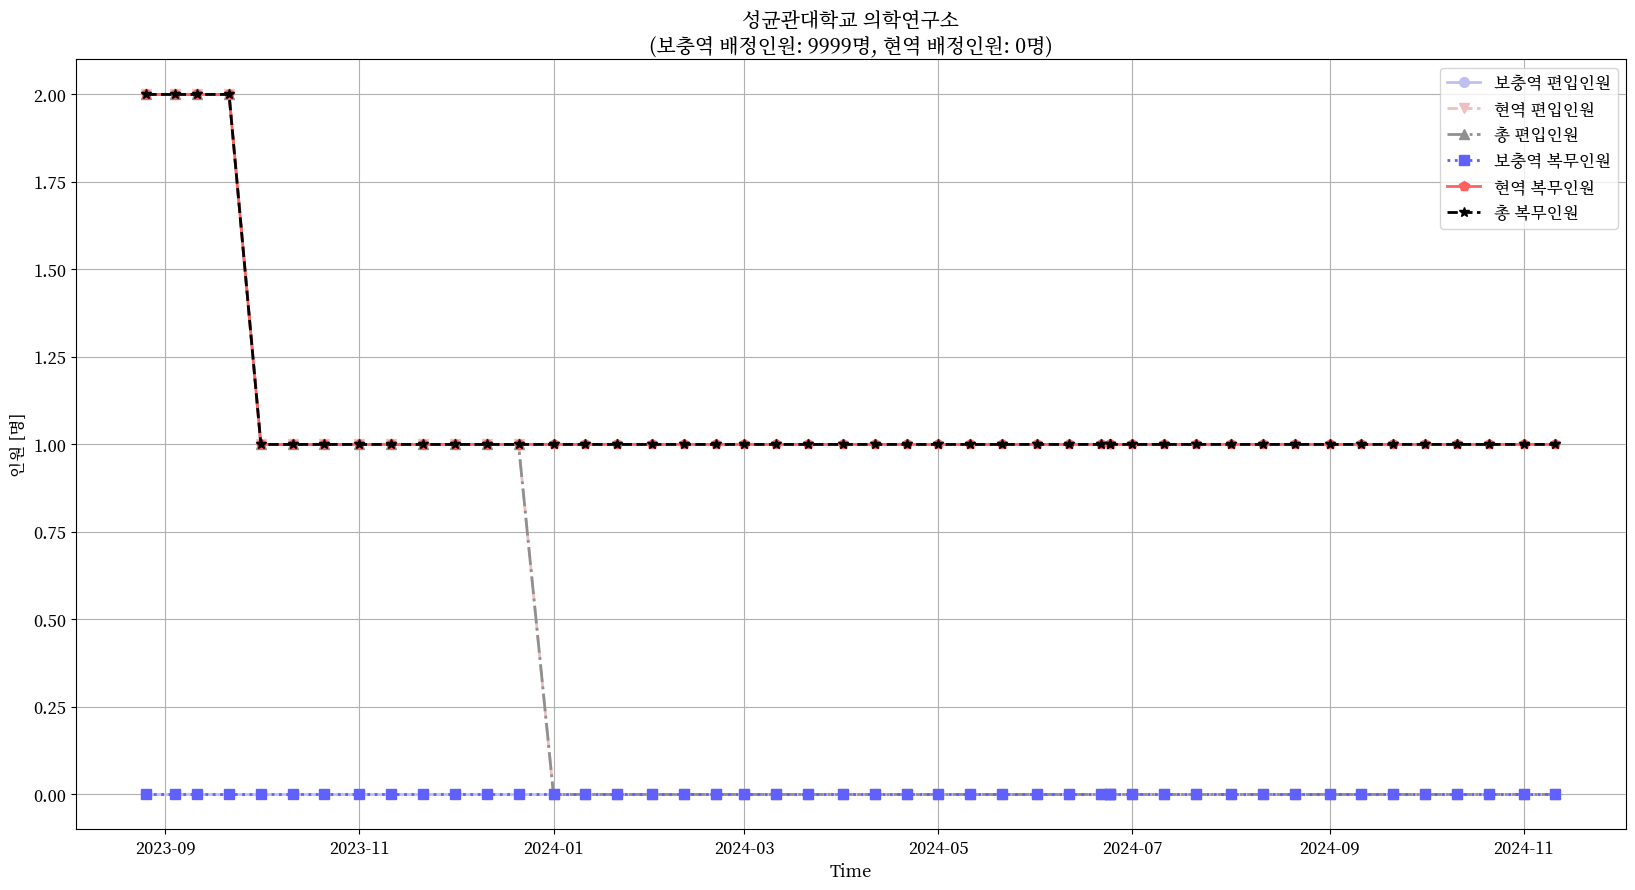 성균관대학교 의학연구소
(보충역 배정인원: 9999명, 현역 배정인원: 0명)
보충역 편입인원
현역 편입인원
총 편입인원
보충역 복무인원
현역 복무인원
총 복무인원
인원 [명]
2.00
1.75
1.50
1.25
1.00
0.75
0.50
0.25
0.00
2023-09 2023-11 2024-01 2024-03 2024-05 2024-07 2024-09 2024-11
Time